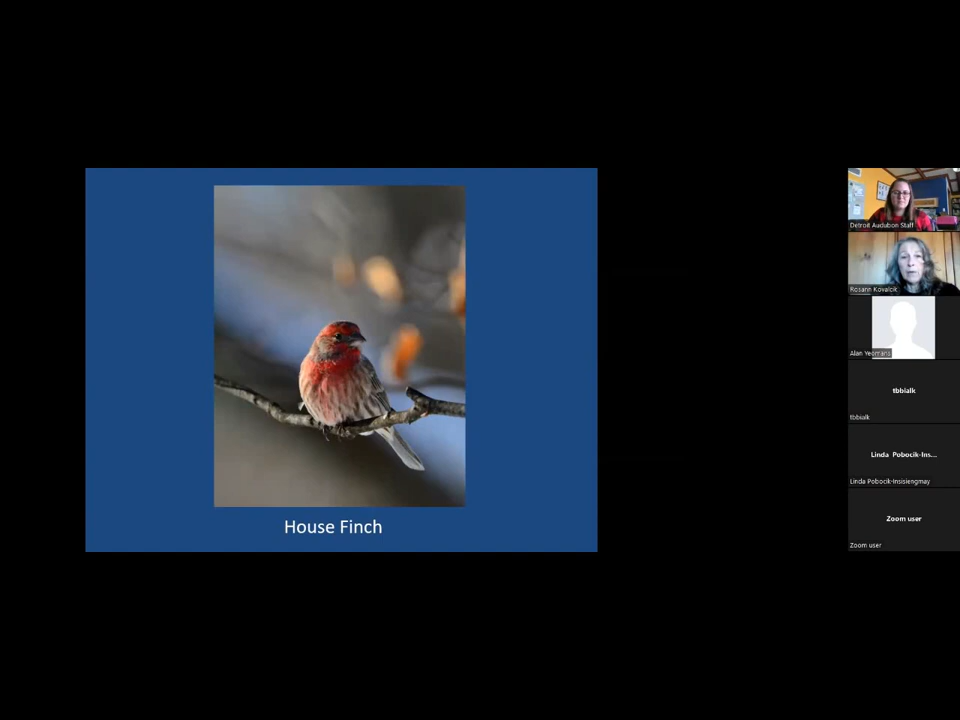 House Finch
Detroit Audubon Staff
Rosann Kovalcik
Alan Yeomans
tbbialk
tbbialk
Linda Pobocik-Ins...
Linda Pobocik-Insisiengmay
Zoom user
Zoom user